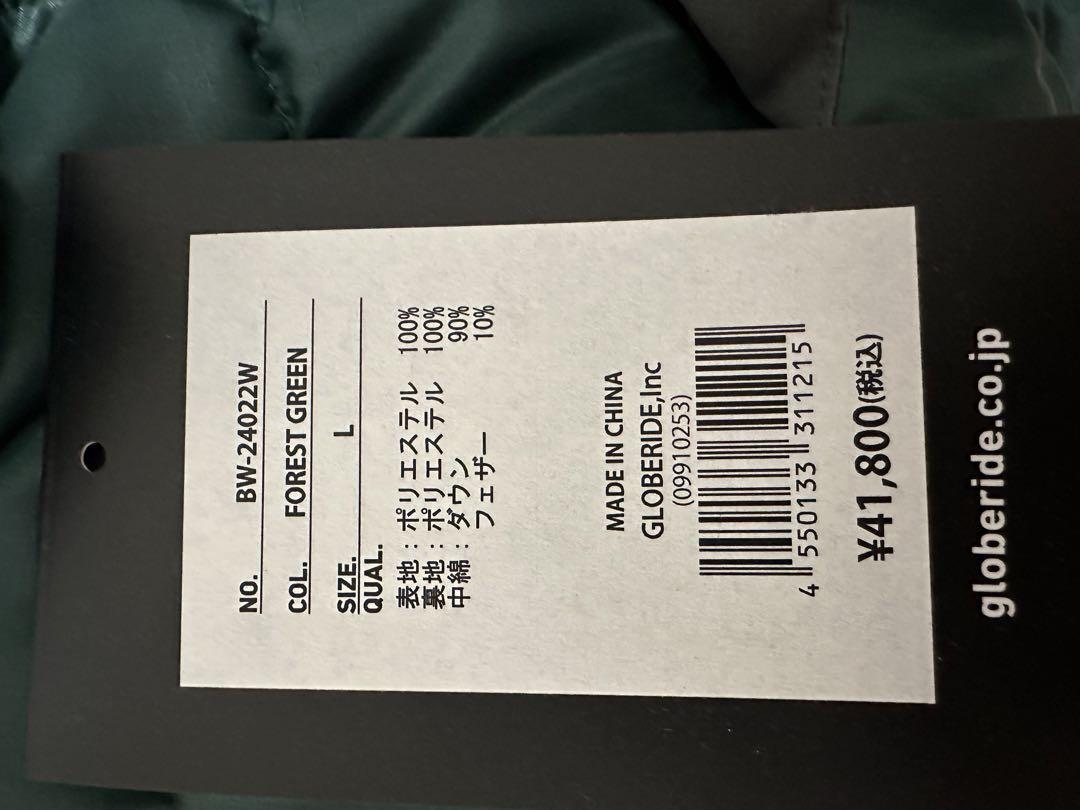 NO. BW-24022W
COL. FOREST GREEN
SIZE. L
QUAL.
表地：ポリエステル 100%
裏地：ポリエステル 100%
中綿：ダウン 90%
フェザー 10%
MADE IN CHINA
GLOBERIDE,Inc
(09910253)
4 550133 311215
¥41,800(税込)
globeride.co.jp